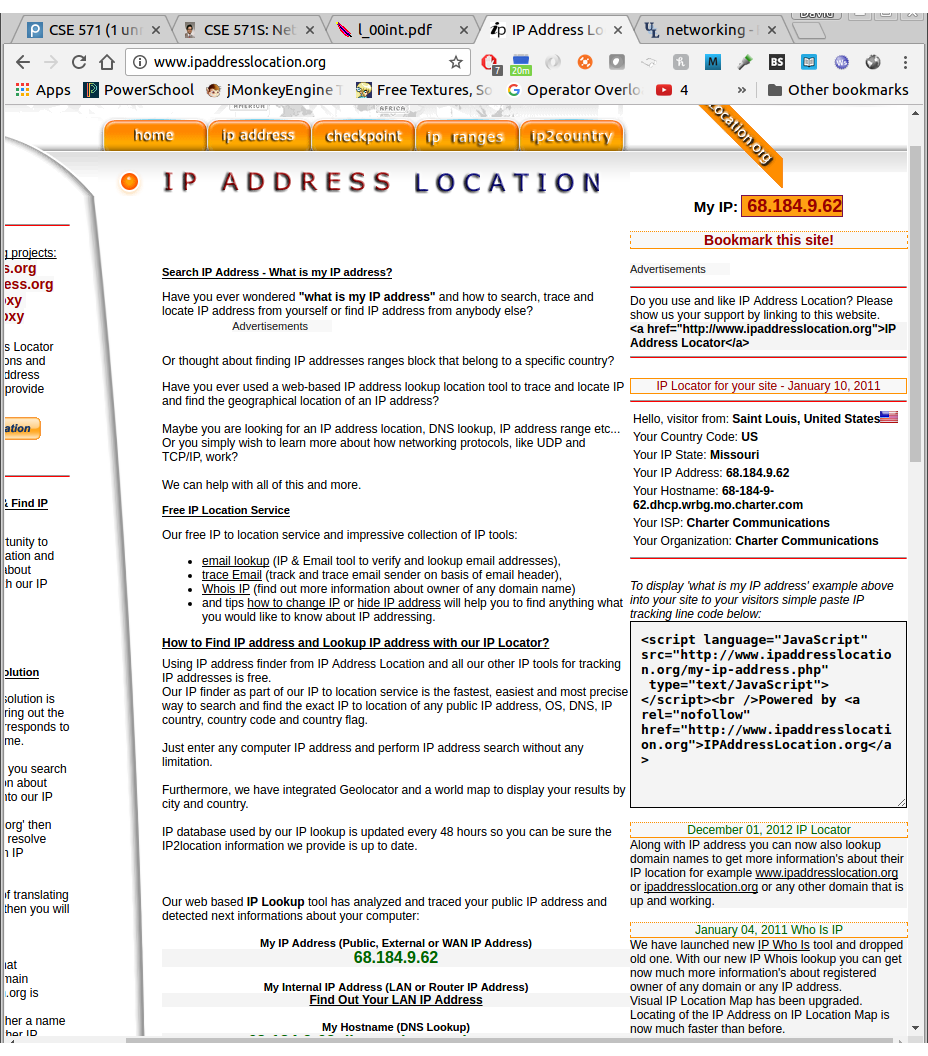 David
CSE 571 (1 unr
CSE 571S: Net
l_00int.pdf
IP Address Lo
networking -
www.ipaddresslocation.org
7
20m
M
BS
Ws
Apps
PowerSchool
jMonkeyEngine
Free Textures, So
Operator Overlo
4
»
Other bookmarks
AMERICA
AFRICA
home
ip address
checkpoint
ip ranges
ip2country
Location.org
IP ADDRESS LOCATION
g projects:
s.org
ess.org
oxy
oxy
s Locator
ons and
ddress
provide
ation
& Find IP
tunity to
ation and
about
th our IP
olution
solution is
ring out the
rresponds to
me.
you search
on about
nto our IP
org' then
resolve
n IP
of translating
then you will
hat
main
.org is
her a name
her IP
Search IP Address - What is my IP address?
Have you ever wondered "what is my IP address" and how to search, trace and
locate IP address from yourself or find IP address from anybody else?
Advertisements
Or thought about finding IP addresses ranges block that belong to a specific country?
Have you ever used a web-based IP address lookup location tool to trace and locate IP
and find the geographical location of an IP address?
Maybe you are looking for an IP address location, DNS lookup, IP address range etc...
Or you simply wish to learn more about how networking protocols, like UDP and
TCP/IP, work?
We can help with all of this and more.
Free IP Location Service
Our free IP to location service and impressive collection of IP tools:
• email lookup (IP & Email tool to verify and lookup email addresses),
• trace Email (track and trace email sender on basis of email header),
• Whois IP (find out more information about owner of any domain name)
• and tips how to change IP or hide IP address will help you to find anything what
you would like to know about IP addressing.
How to Find IP address and Lookup IP address with our IP Locator?
Using IP address finder from IP Address Location and all our other IP tools for tracking
IP addresses is free.
Our IP finder as part of our IP to location service is the fastest, easiest and most precise
way to search and find the exact IP to location of any public IP address, OS, DNS, IP
country, country code and country flag.
Just enter any computer IP address and perform IP address search without any
limitation.
Furthermore, we have integrated Geolocator and a world map to display your results by
city and country.
IP database used by our IP lookup is updated every 48 hours so you can be sure the
IP2location information we provide is up to date.
Our web based IP Lookup tool has analyzed and traced your public IP address and
detected next informations about your computer:
My IP Address (Public, External or WAN IP Address)
68.184.9.62
My Internal IP Address (LAN or Router IP Address)
Find Out Your LAN IP Address
My Hostname (DNS Lookup)
My IP: 68.184.9.62
Bookmark this site!
Advertisements
Do you use and like IP Address Location? Please
show us your support by linking to this website.
<a href="http://www.ipaddresslocation.org">IP
Address Locator</a>
IP Locator for your site - January 10, 2011
Hello, visitor from: Saint Louis, United States
Your Country Code: US
Your IP State: Missouri
Your IP Address: 68.184.9.62
Your Hostname: 68-184-9-
62.dhcp.wrbg.mo.charter.com
Your ISP: Charter Communications
Your Organization: Charter Communications
To display 'what is my IP address' example above
into your site to your visitors simple paste IP
tracking line code below:
<script language="JavaScript"
src="http://www.ipaddresslocatio
n.org/my-ip-address.php"
type="text/JavaScript">
</script><br />Powered by <a
rel="nofollow"
href="http://www.ipaddresslocati
on.org">IPAddressLocation.org</a
>
December 01, 2012 IP Locator
Along with IP address you can now also lookup
domain names to get more information's about their
IP location for example www.ipaddresslocation.org
or ipaddresslocation.org or any other domain that is
up and working.
January 04, 2011 Who Is IP
We have launched new IP Who Is tool and dropped
old one. With our new IP Whois lookup you can get
now much more information's about registered
owner of any domain or any IP address.
Visual IP Location Map has been upgraded.
Locating of the IP Address on IP Location Map is
now much faster than before.